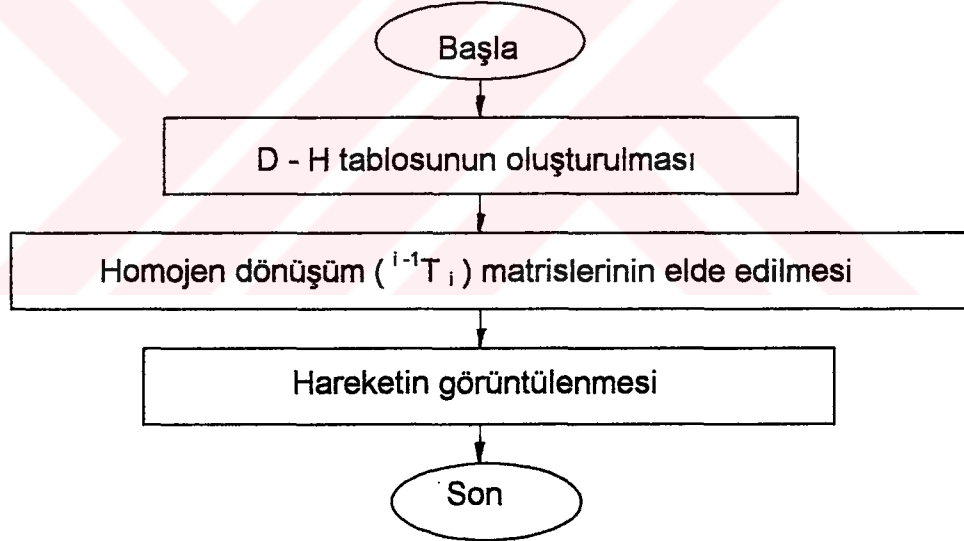 Başla
D - H tablosunun oluşturulması
Homojen dönüşüm ( ⁱ⁻¹T ᵢ ) matrislerinin elde edilmesi
Hareketin görüntülenmesi
Son